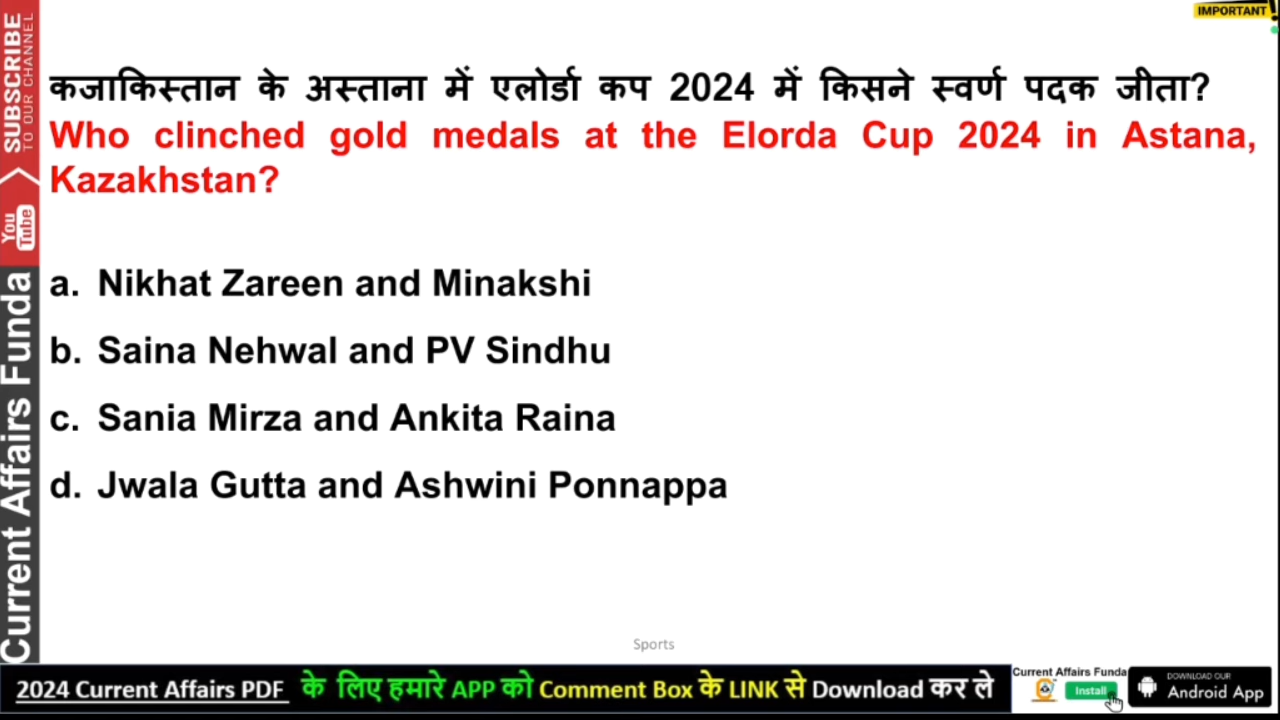 IMPORTANT
SUBSCRIBE
TO OUR CHANNEL
You
Tube
Current Affairs Funda
कजाकिस्तान के अस्ताना में एलोर्डा कप 2024 में किसने स्वर्ण पदक जीता?
Who clinched gold medals at the Elorda Cup 2024 in Astana,
Kazakhstan?
a. Nikhat Zareen and Minakshi
b. Saina Nehwal and PV Sindhu
c. Sania Mirza and Ankita Raina
d. Jwala Gutta and Ashwini Ponnappa
Sports
2024 Current Affairs PDF के लिए हमारे APP को Comment Box के LINK से Download कर ले
Current Affairs Funda
Install
DOWNLOAD OUR
Android App